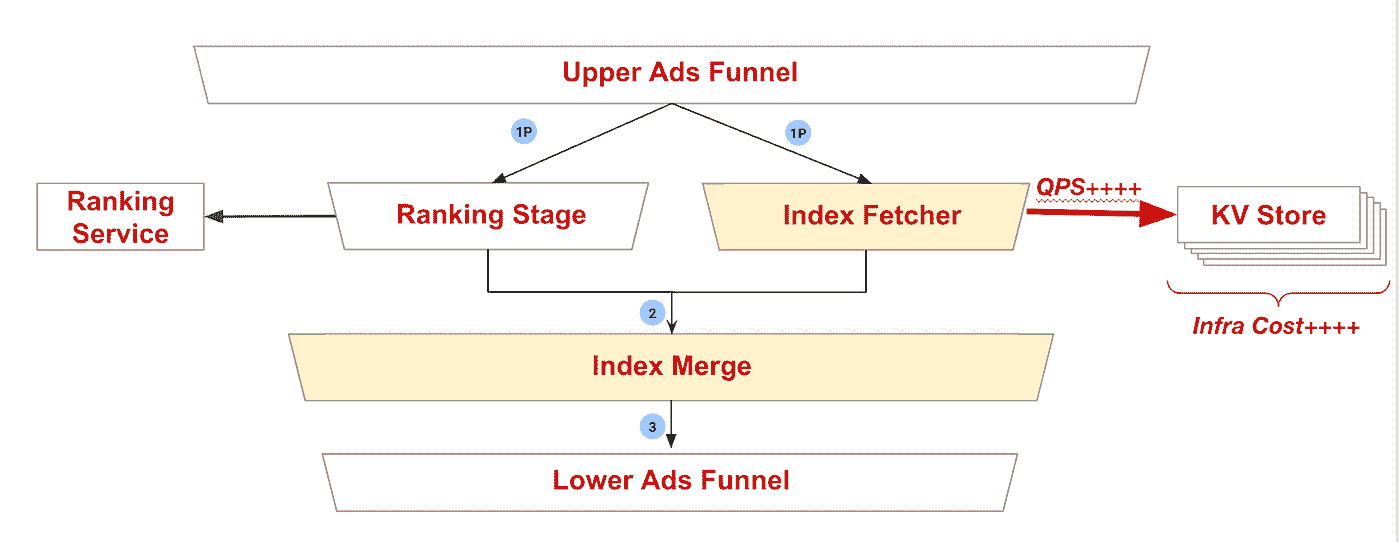 Upper Ads Funnel
1P
1P
Ranking
Service
Ranking Stage
Index Fetcher
QPS++++
KV Store
Infra Cost++++
2
Index Merge
3
Lower Ads Funnel